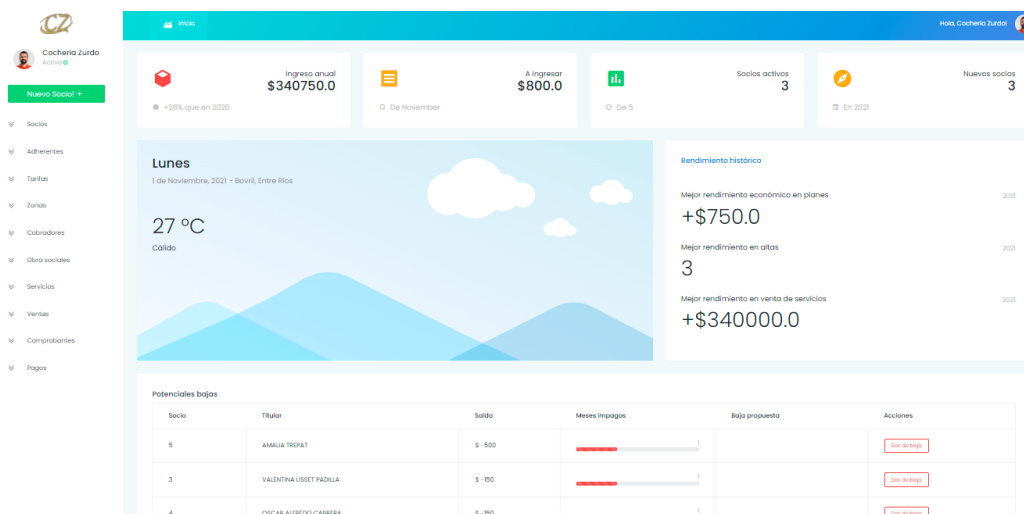 CZ
Cocheria Zurdo
Activo
Nuevo Socio! +
Socios
Adherentes
Tarifas
Zonas
Cobradores
Obra sociales
Servicios
Ventas
Comprobantes
Pagos
Inicio
Hola, Cocheria Zurdo!
Ingreso anual
$340750.0
+26% que en 2020
A ingresar
$800.0
De November
Socios activos
3
De 5
Nuevos socios
3
En 2021
Lunes
1 de Noviembre, 2021 – Bovril, Entre Ríos
27 ºC
Cálido
Rendimiento histórico
Mejor rendimiento económico en planes 2021
+$750.0
Mejor rendimiento en altas 2021
3
Mejor rendimiento en venta de servicios 2021
+$340000.0
Potenciales bajas
Socio Titular Saldo Meses impagos Baja propuesta Acciones
5 AMALIA TREPAT $ -500 1 Dar de baja
3 VALENTINA LISSET PADILLA $ -150 1 Dar de baja
4 OSCAR ALFREDO CABRERA $ -150 1 Dar de baja